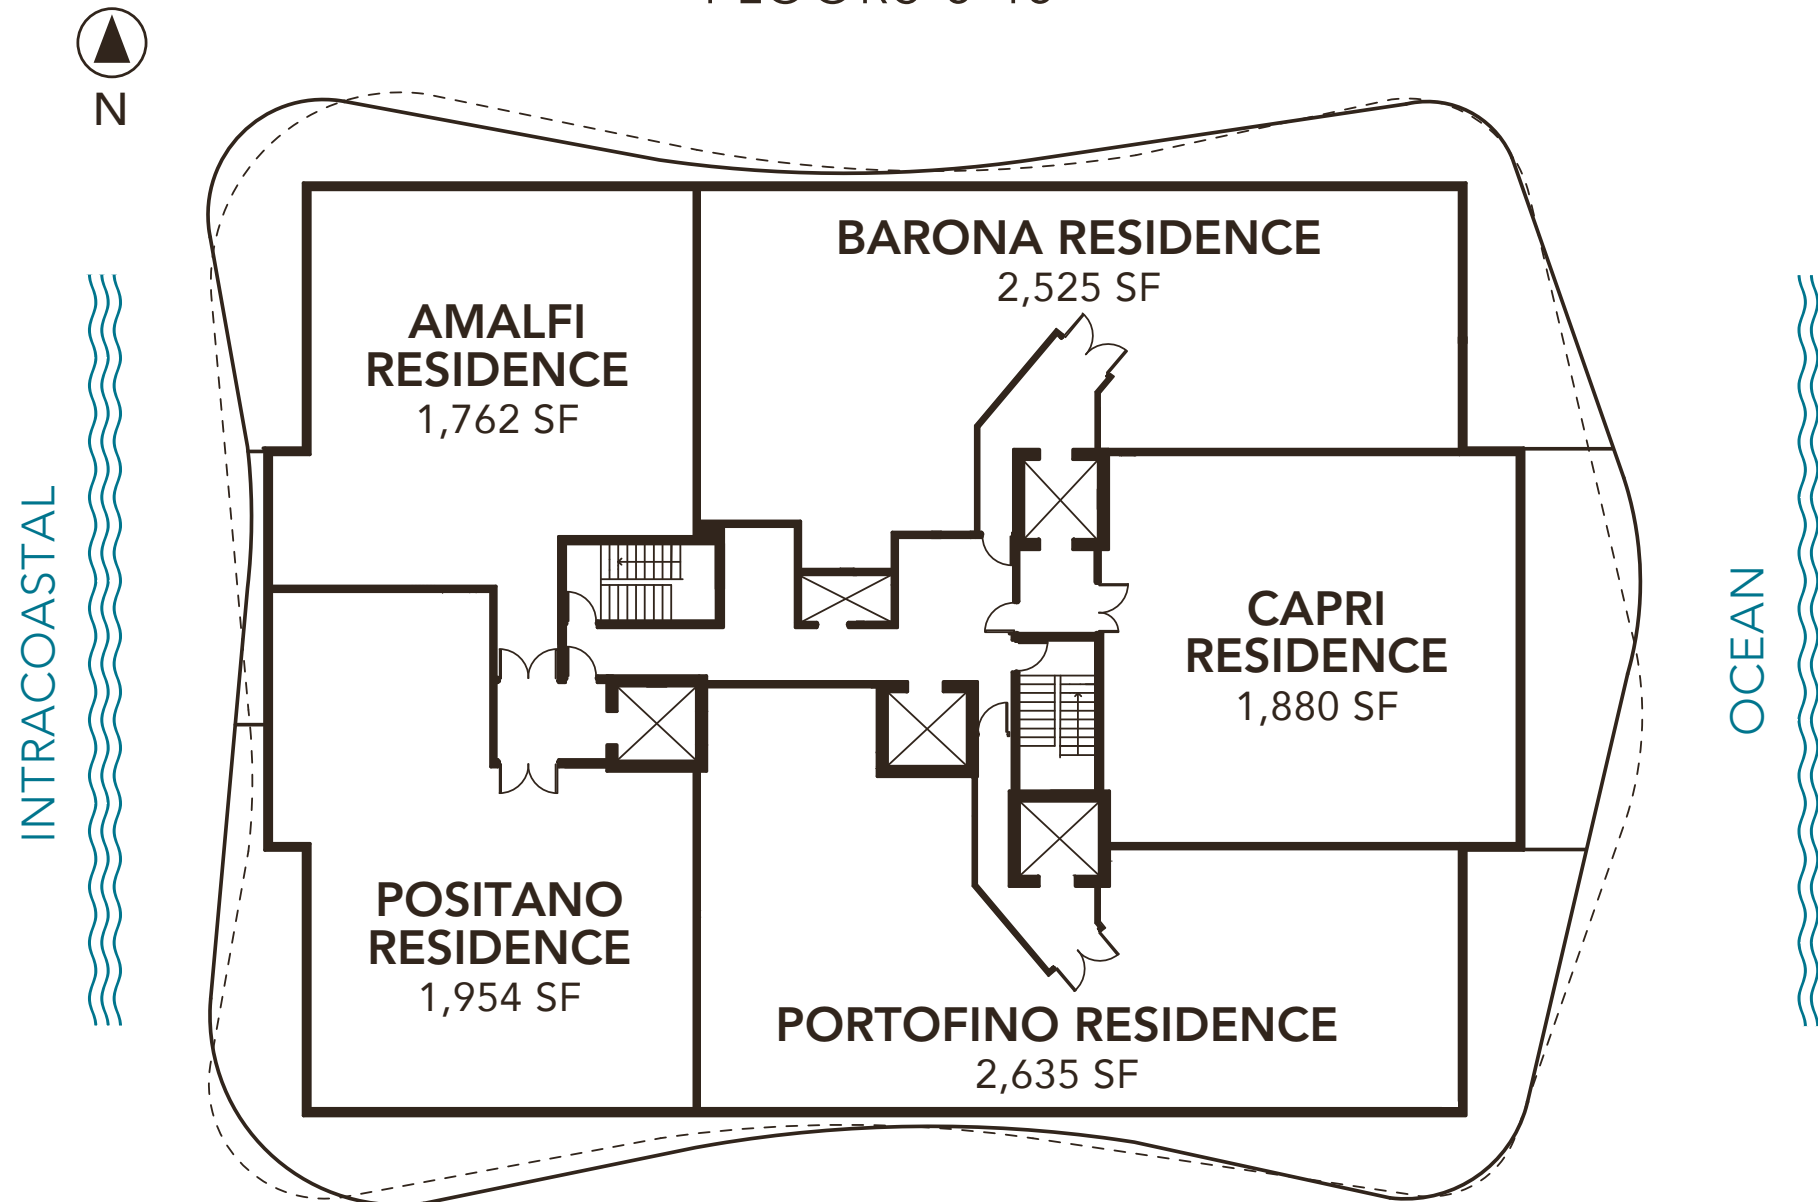 N
BARONA RESIDENCE
2,525 SF
AMALFI
RESIDENCE
1,762 SF
INTRACOASTAL
CAPRI
RESIDENCE
1,880 SF
OCEAN
POSITANO
RESIDENCE
1,954 SF
PORTOFINO RESIDENCE
2,635 SF